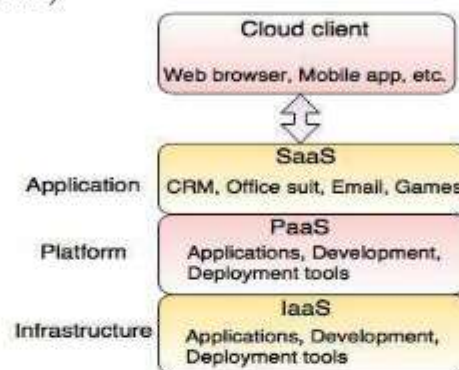 Cloud client
Web browser, Mobile app, etc.
SaaS
Application
CRM, Office suit, Email, Games
PaaS
Platform
Applications, Development,
Deployment tools
IaaS
Infrastructure
Applications, Development,
Deployment tools